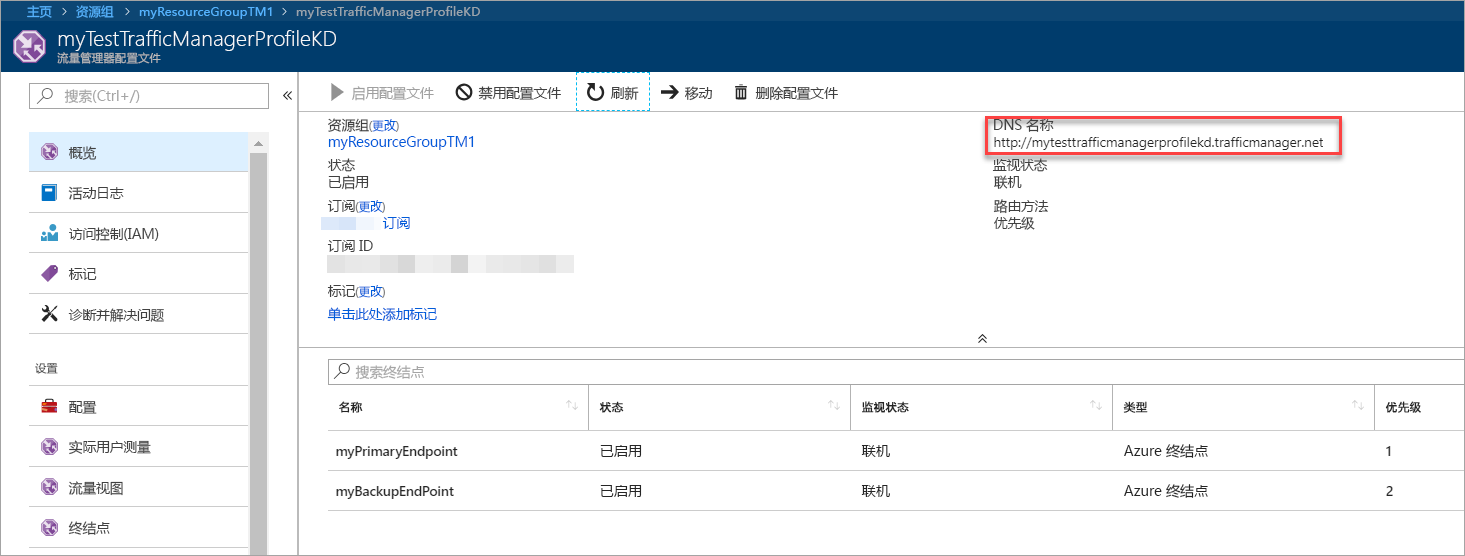 主页 > 资源组 > myResourceGroupTM1 > myTestTrafficManagerProfileKD
myTestTrafficManagerProfileKD
流量管理器配置文件
搜索(Ctrl+/)
概览
活动日志
访问控制(IAM)
标记
诊断并解决问题
设置
配置
实际用户测量
流量视图
终结点
启用配置文件 禁用配置文件 刷新 移动 删除配置文件
资源组(更改)
myResourceGroupTM1
状态
已启用
订阅(更改)
订阅
订阅 ID
标记(更改)
单击此处添加标记
DNS 名称
http://mytesttrafficmanagerprofilekd.trafficmanager.net
监视状态
联机
路由方法
优先级
搜索终结点
名称 状态 监视状态 类型 优先级
myPrimaryEndpoint 已启用 联机 Azure 终结点 1
myBackupEndPoint 已启用 联机 Azure 终结点 2